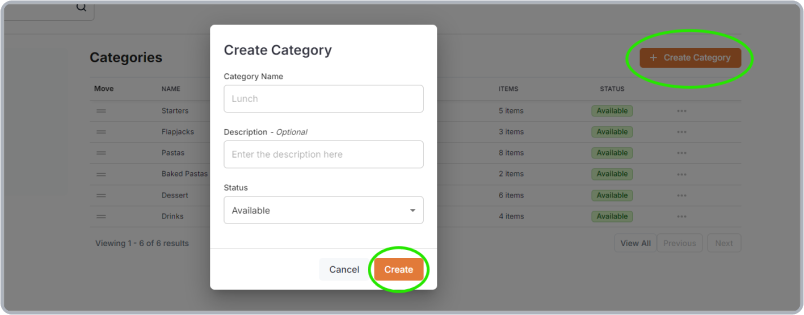 Categories
+ Create Category
Move NAME ITEMS STATUS
Starters 5 items Available
Flapjacks 3 items Available
Pastas 8 items Available
Baked Pastas 2 items Available
Dessert 6 items Available
Drinks 4 items Available
Viewing 1 - 6 of 6 results View All Previous Next
Create Category
Category Name
Lunch
Description - Optional
Enter the description here
Status
Available
Cancel Create